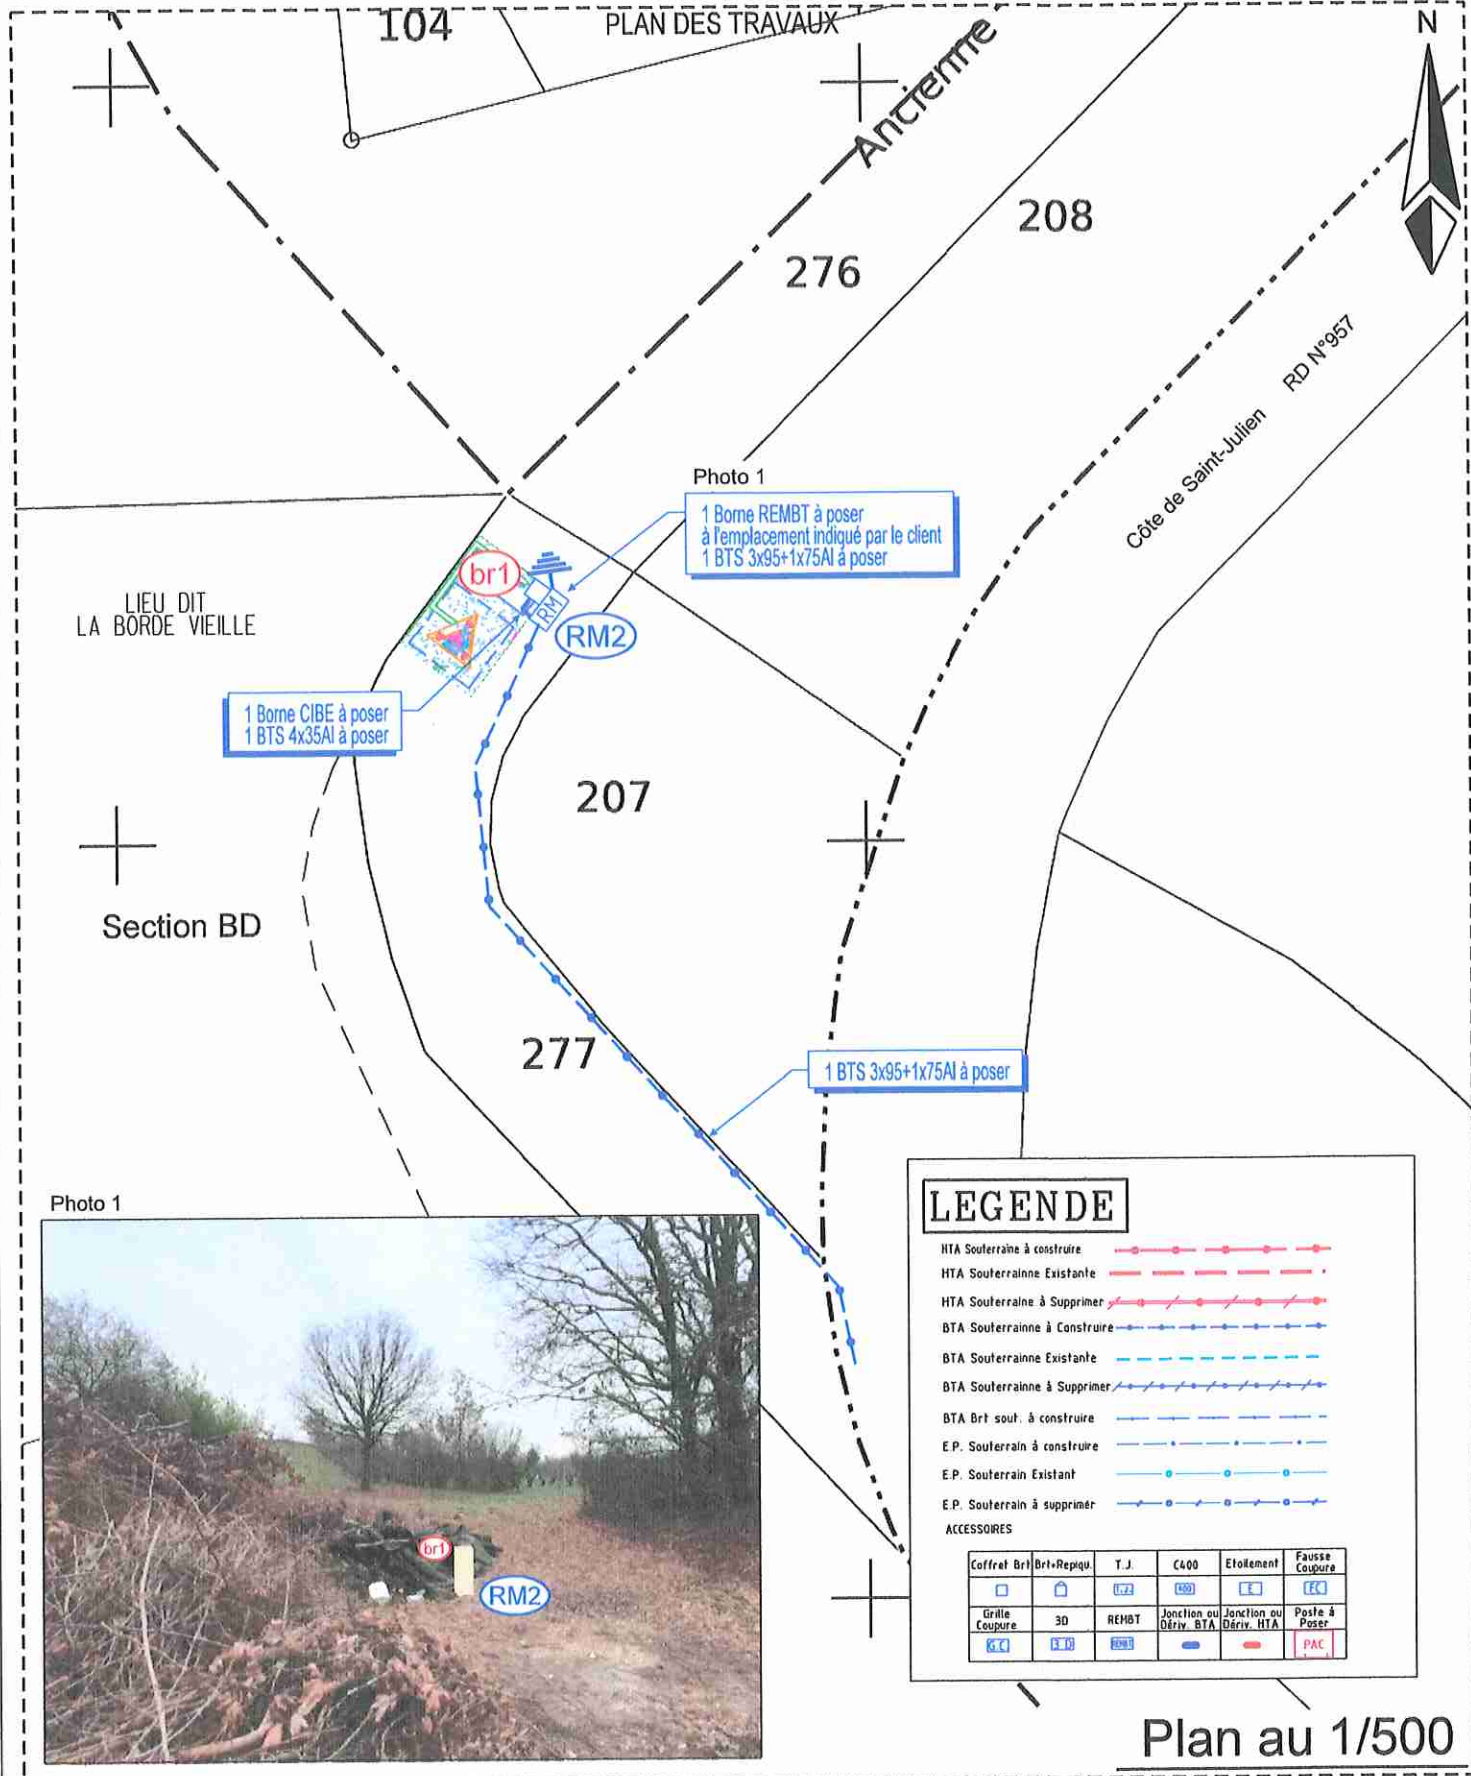 104
PLAN DES TRAVAUX
N
Ancienne
208
276
RD N°957
Côte de Saint-Julien
Photo 1
1 Borne REMBT à poser
à l'emplacement indiqué par le client
1 BTS 3x95+1x75Al à poser
br1
RM
RM2
LIEU DIT
LA BORDE VIEILLE
1 Borne CIBE à poser
1 BTS 4x35Al à poser
207
Section BD
277
1 BTS 3x95+1x75Al à poser
Photo 1
br1
RM2
LEGENDE
HTA Souterraine à construire
HTA Souterrainne Existante
HTA Souterraine à Supprimer
BTA Souterrainne à Construire
BTA Souterrainne Existante
BTA Souterrainne à Supprimer
BTA Brt sout. à construire
E.P. Souterrain à construire
E.P. Souterrain Existant
E.P. Souterrain à supprimer
ACCESSOIRES
Coffret Brt Brt+Repiqu. T.J. C400 Etoilement Fausse Coupure
T.J. 400 E FC
Grille Coupure 3D REMBT Jonction ou Dériv. BTA Jonction ou Dériv. HTA Poste à Poser
G.C 3 D REMBT PAC
Plan au 1/500